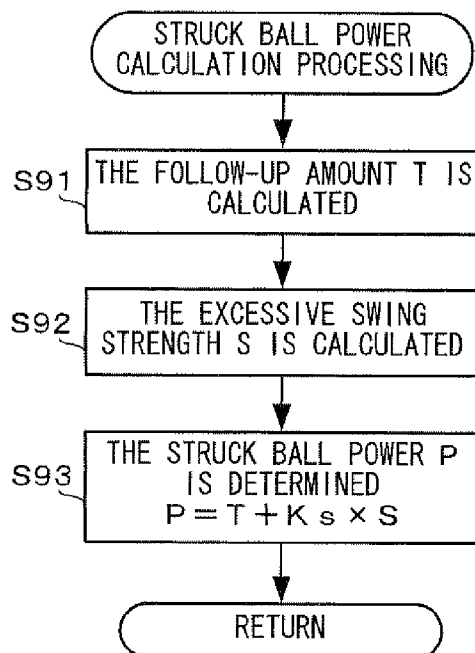 STRUCK BALL POWER
CALCULATION PROCESSING
S91
THE FOLLOW-UP AMOUNT T IS
CALCULATED
S92
THE EXCESSIVE SWING
STRENGTH S IS CALCULATED
S93
THE STRUCK BALL POWER P
IS DETERMINED
P=T+Ks×S
RETURN